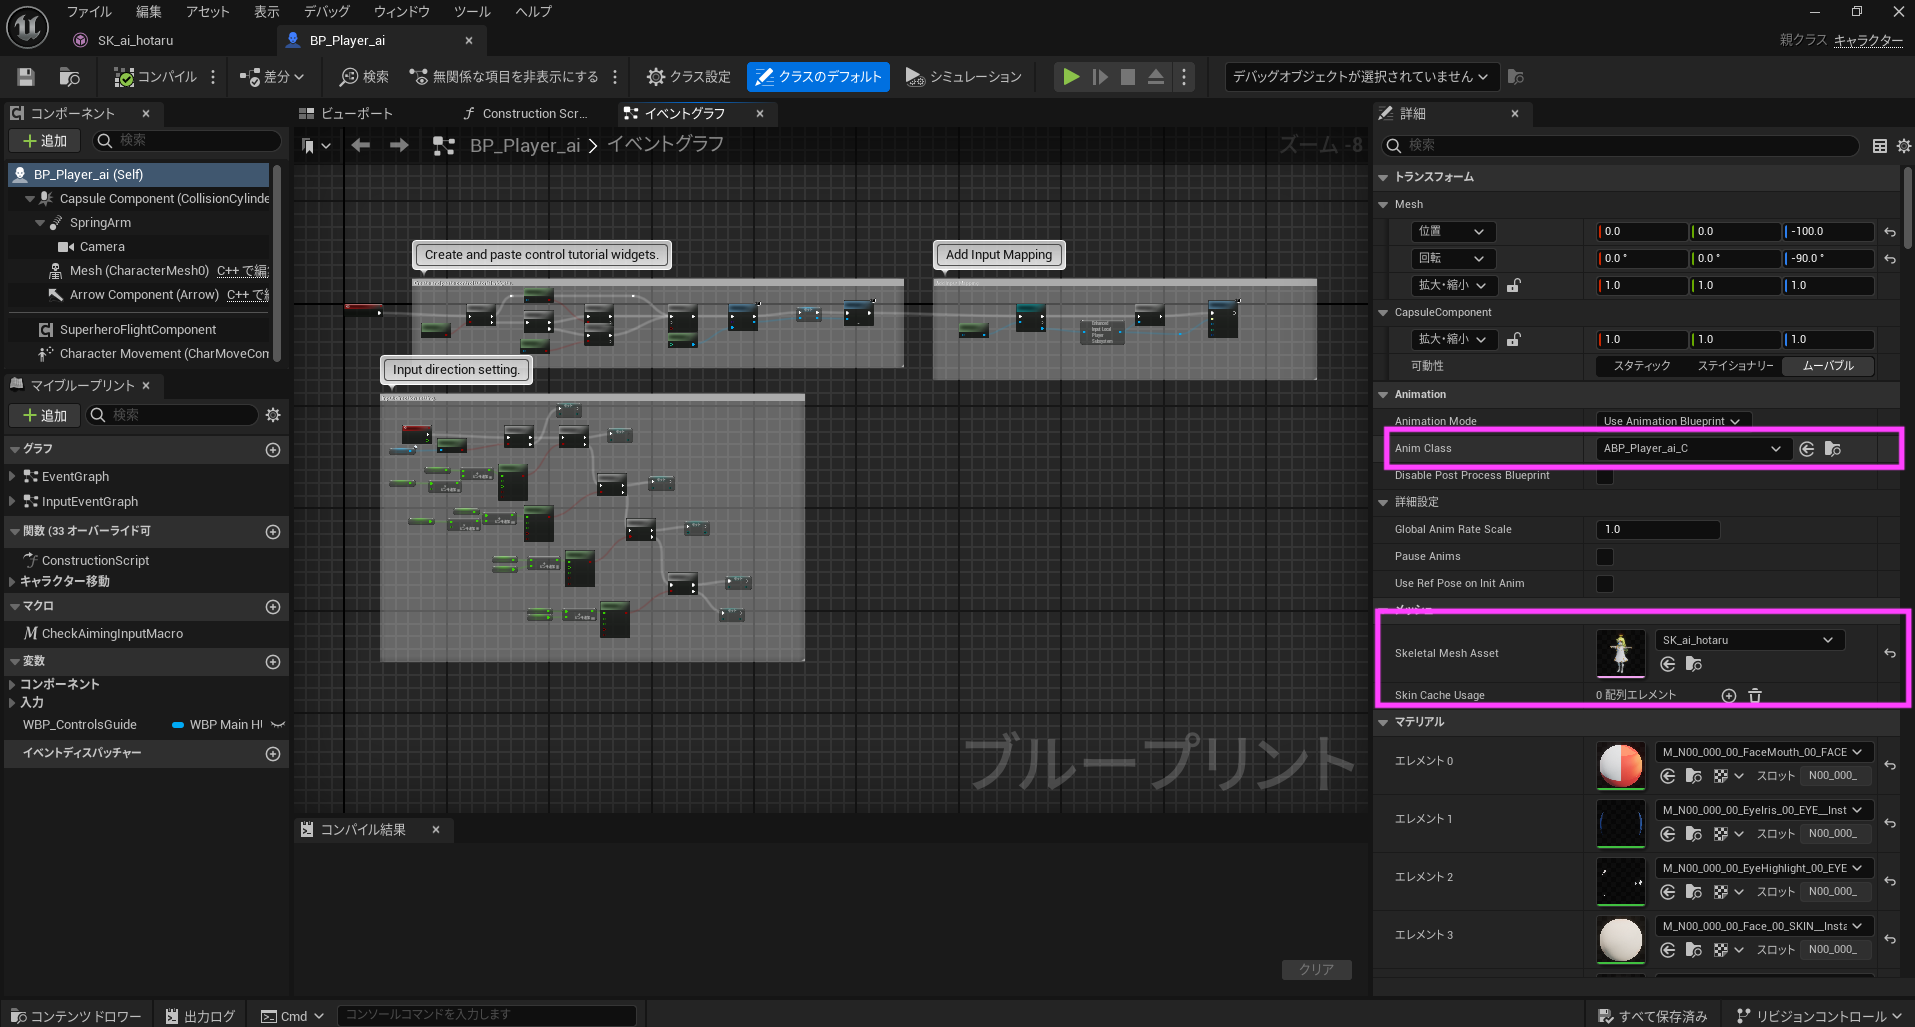 ファイル 編集 アセット 表示 デバッグ ウィンドウ ツール ヘルプ
SK_ai_hotaru
BP_Player_ai
親クラス キャラクター
コンパイル
差分
検索
無関係な項目を非表示にする
クラス設定
クラスのデフォルト
シミュレーション
デバッグオブジェクトが選択されていません
コンポーネント
追加
検索
BP_Player_ai (Self)
Capsule Component (CollisionCylinde
SpringArm
Camera
Mesh (CharacterMesh0) C++ で編
Arrow Component (Arrow) C++ で
SuperheroFlightComponent
Character Movement (CharMoveCom
マイブループリント
追加
検索
グラフ
EventGraph
InputEventGraph
関数 (33 オーバーライド可
ConstructionScript
キャラクター移動
マクロ
CheckAimingInputMacro
変数
コンポーネント
入力
WBP_ControlsGuide WBP Main H
イベントディスパッチャー
ビューポート
Construction Scr...
イベントグラフ
BP_Player_ai > イベントグラフ
ズーム -8
Create and paste control tutorial widgets.
Add Input Mapping
Enhanced
Input Local
Player
Subsystem
Input direction setting.
ブループリント
コンパイル結果
クリア
詳細
検索
トランスフォーム
Mesh
位置 0.0 0.0 -100.0
回転 0.0 ° 0.0 ° -90.0 °
拡大・縮小 1.0 1.0 1.0
CapsuleComponent
拡大・縮小 1.0 1.0 1.0
可動性 スタティック ステイショナリー ムーバブル
Animation
Animation Mode Use Animation Blueprint
Anim Class ABP_Player_ai_C
Disable Post Process Blueprint
詳細設定
Global Anim Rate Scale 1.0
Pause Anims
Use Ref Pose on Init Anim
メッシュ
Skeletal Mesh Asset SK_ai_hotaru
Skin Cache Usage 0 配列エレメント
マテリアル
エレメント 0 M_N00_000_00_FaceMouth_00_FACE
スロット N00_000_
エレメント 1 M_N00_000_00_EyeIris_00_EYE__Inst
スロット N00_000_
エレメント 2 M_N00_000_00_EyeHighlight_00_EYE
スロット N00_000_
エレメント 3 M_N00_000_00_Face_00_SKIN__Insta
スロット N00_000_
コンテンツドロワー 出力ログ Cmd コンソールコマンドを入力します
すべて保存済み リビジョンコントロール